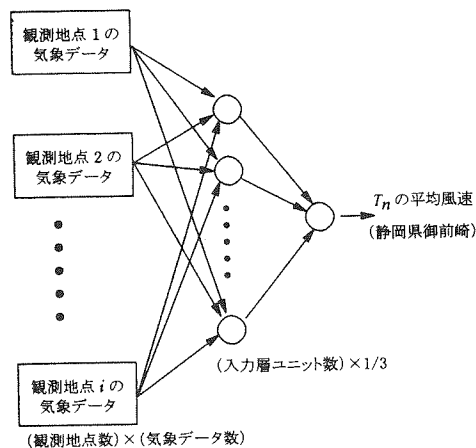 観測地点1の
気象データ
観測地点2の
気象データ
Tnの平均風速
(静岡県御前崎)
(入力層ユニット数)×1/3
観測地点iの
気象データ
(観測地点数)×(気象データ数)